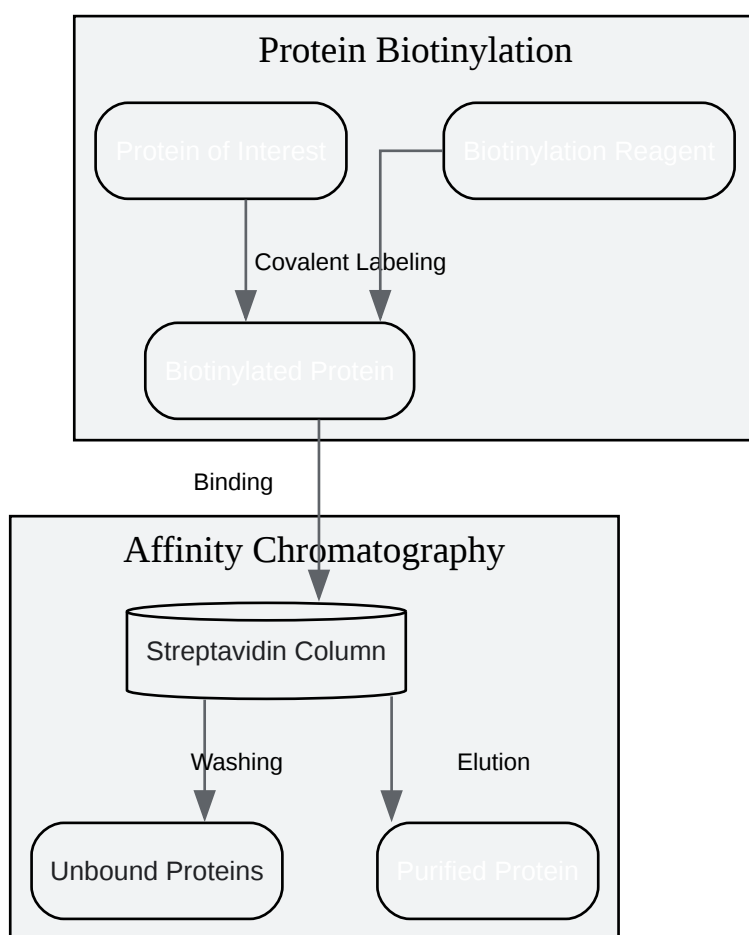 Protein Biotinylation
Protein of Interest
Biotinylation Reagent
Covalent Labeling
Biotinylated Protein
Binding
Affinity Chromatography
Streptavidin Column
Washing
Elution
Unbound Proteins
Purified Protein